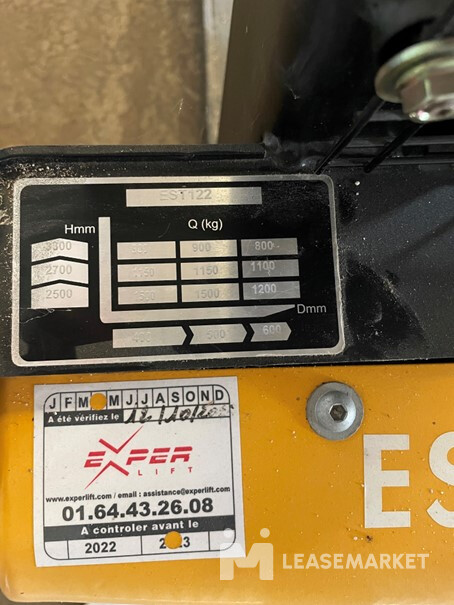 EST122
Hmm
Q (kg)
3300 900 800
2700 1150 1100
2500 1500 1200
Dmm
500 600
J F M M J J A S O N D
A été vérifiez le
EXPER
LIFT
www.experlift.com / email : assistance@experlift.com
01.64.43.26.08
A controler avant le
2022
ES
LEASEMARKET